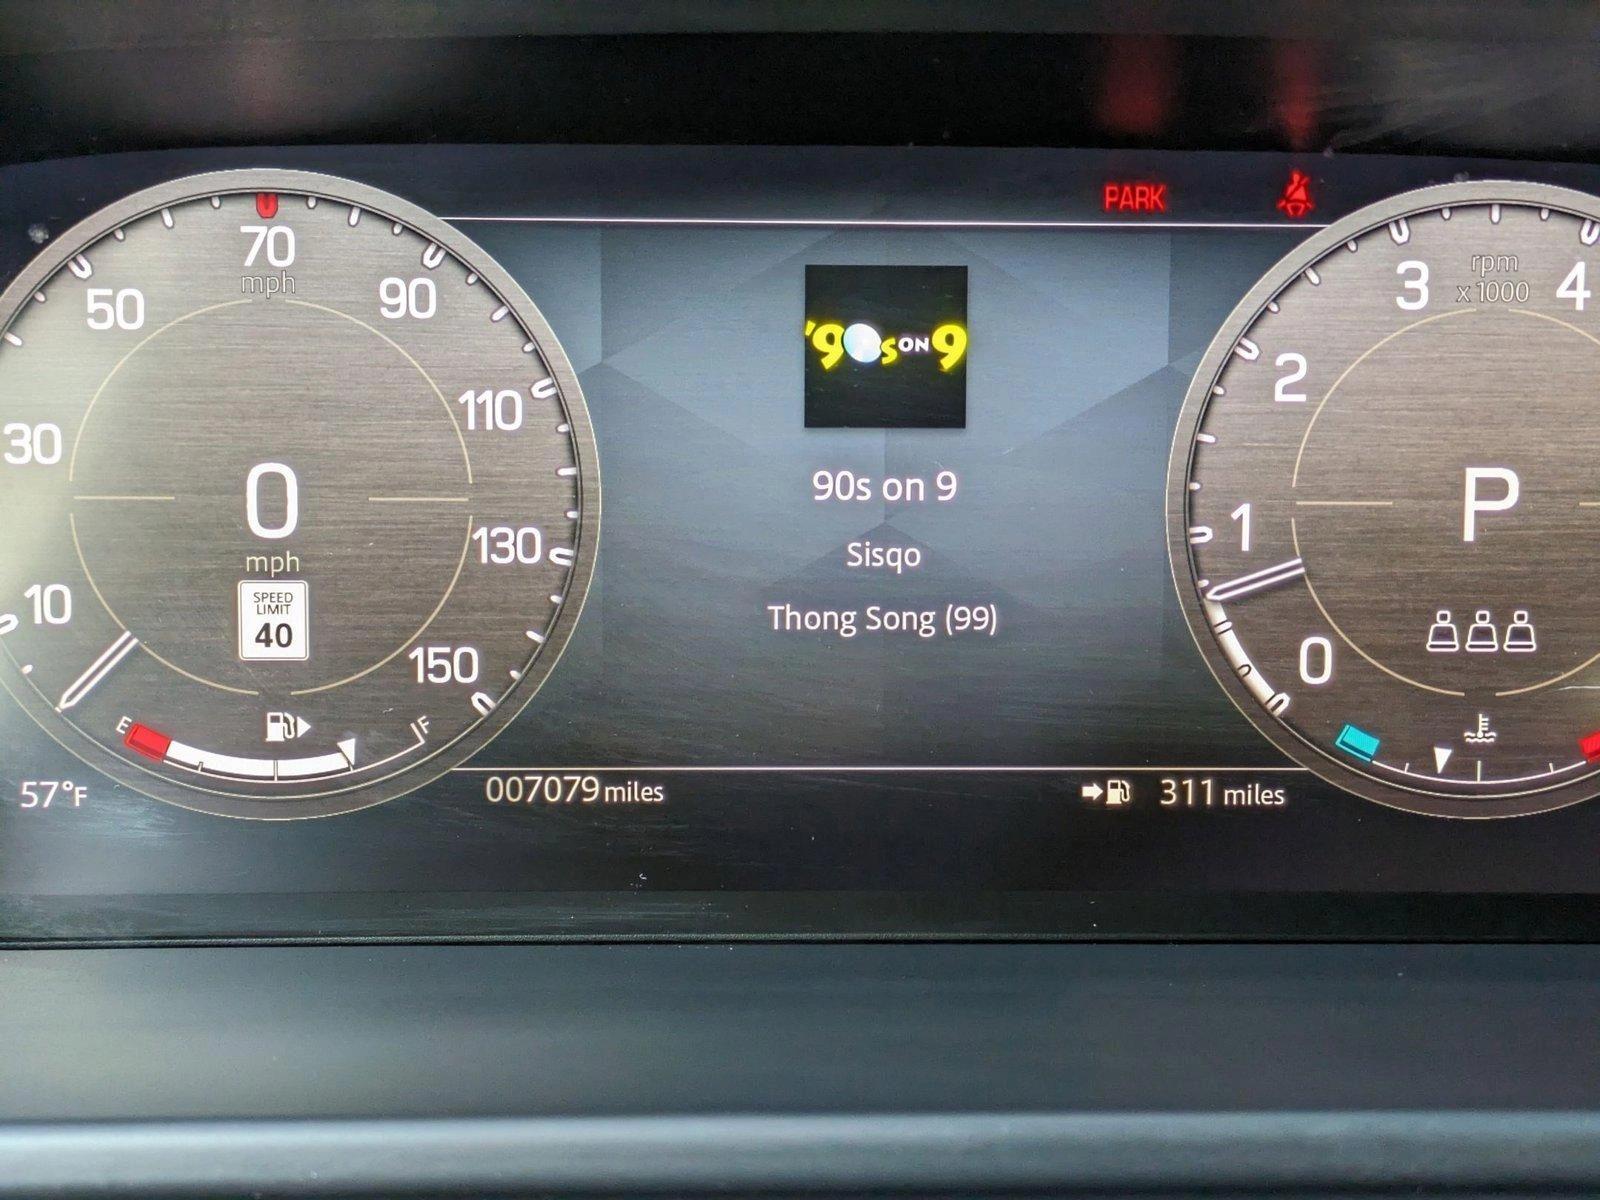 PARK
70
mph
50
90
30
110
0
mph
10
130
SPEED
LIMIT
40
150
E
F
57°F
007079 miles
'90s ON 9
90s on 9
Sisqo
Thong Song (99)
311 miles
3
rpm
x 1000
4
2
1
P
0